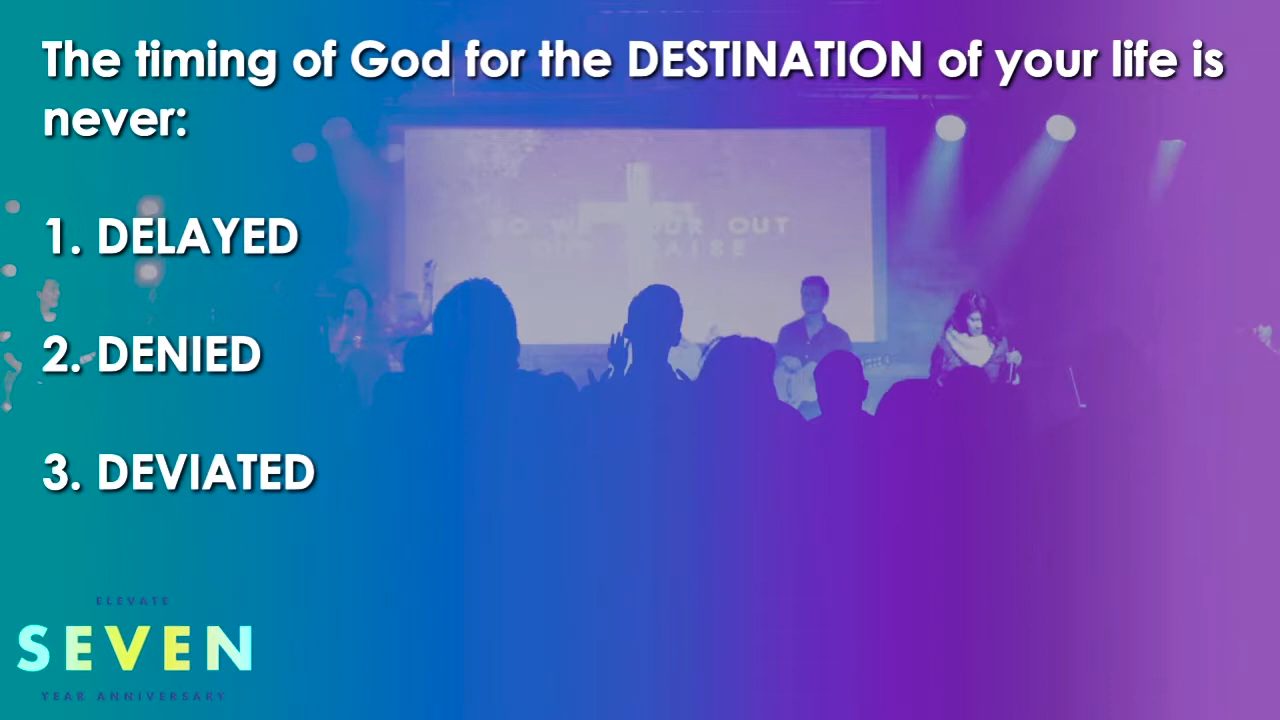 The timing of God for the DESTINATION of your life is
never:
1. DELAYED
2. DENIED
3. DEVIATED
OUT
ELEVATE
SEVEN
YEAR ANNIVERSARY